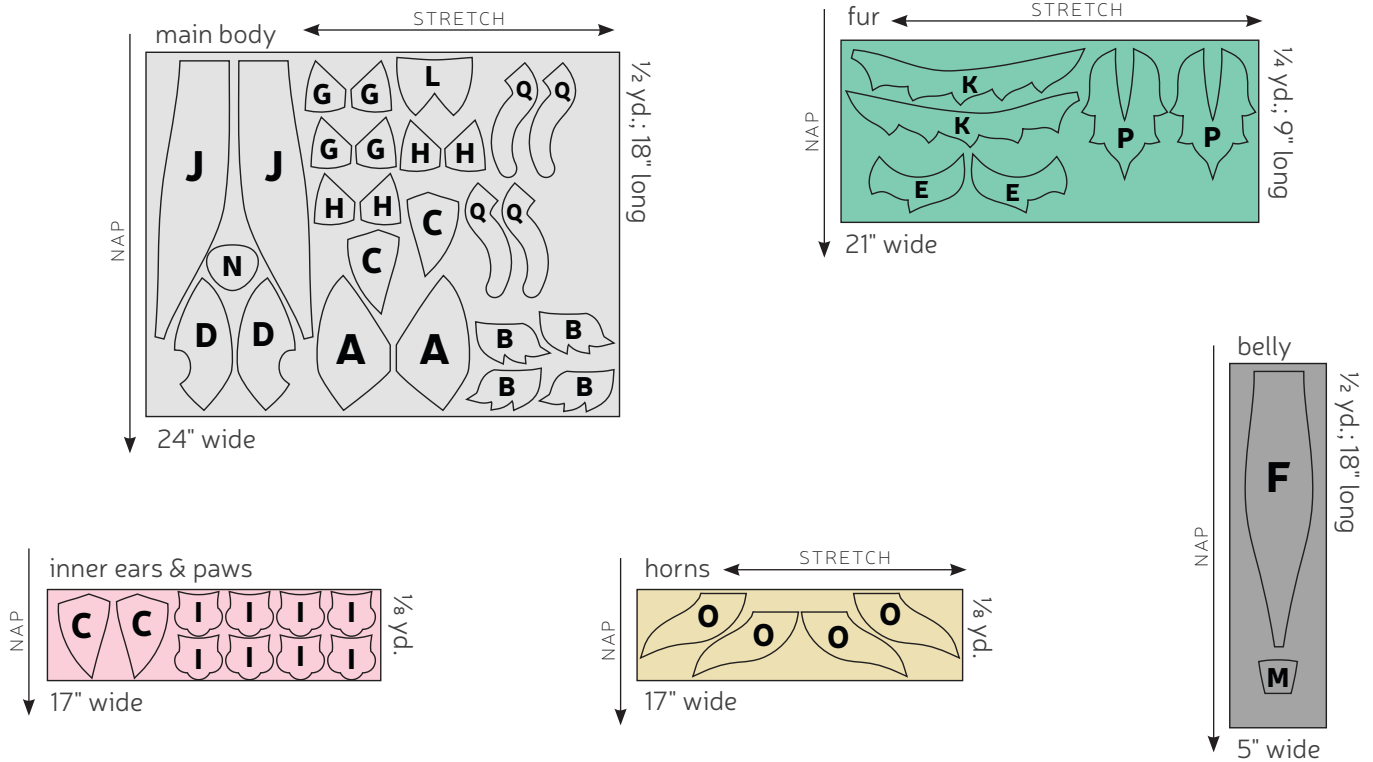 main body
STRETCH
NAP
½ yd.; 18" long
J J G G L Q Q
G G H H
H H C Q Q
N C
D D A A B B
B B
24" wide
fur
STRETCH
NAP
¼ yd.; 9" long
K
K P P
E E
21" wide
belly
NAP
½ yd.; 18" long
F
M
5" wide
inner ears & paws
NAP
⅛ yd.
C C I I I I
I I I I
17" wide
horns
STRETCH
NAP
⅛ yd.
O O O O
17" wide